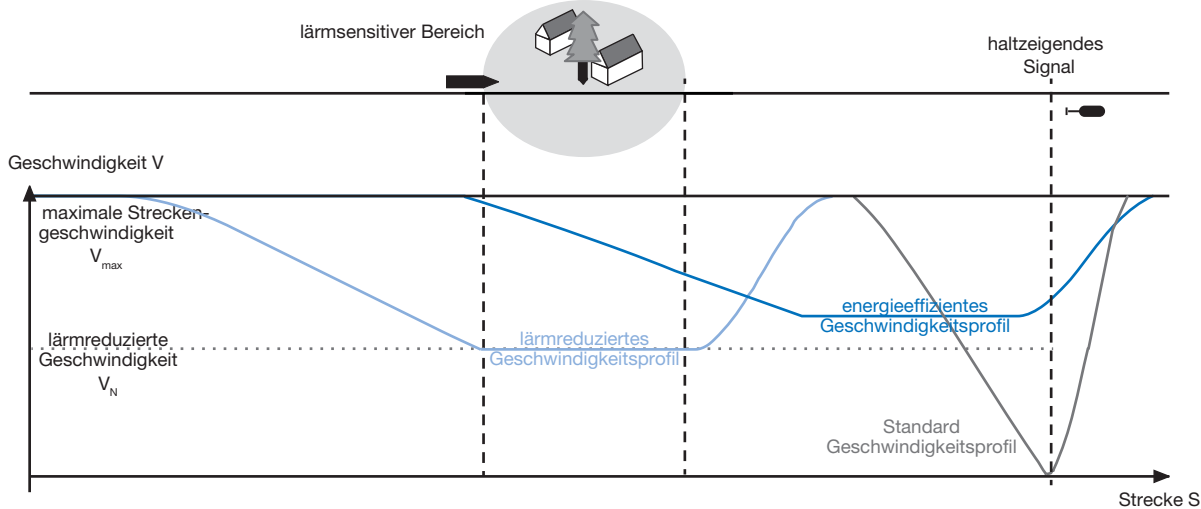 lärmsensitiver Bereich
haltzeigendes
Signal
Geschwindigkeit V
maximale Strecken-
geschwindigkeit
Vmax
energieeffizientes
Geschwindigkeitsprofil
lärmreduzierte
Geschwindigkeit
VN
lärmreduziertes
Geschwindigkeitsprofil
Standard
Geschwindigkeitsprofil
Strecke S